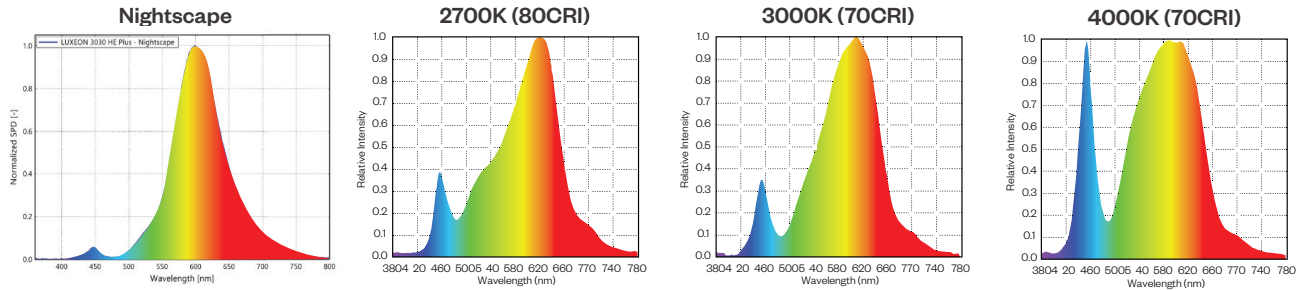 Nightscape
LUXEON 3030 HE Plus - Nightscape
Normalized SPD [-]
1.0
0.8
0.6
0.4
0.2
0.0
400 450 500 550 600 650 700 750 800
Wavelength [nm]
2700K (80CRI)
Relative Intensity
1.0
0.9
0.8
0.7
0.6
0.5
0.4
0.3
0.2
0.1
0.0
3804 20 460 5005 40 580 620 660 770 780
Wavelength (nm)
3000K (70CRI)
Relative Intensity
1.0
0.9
0.8
0.7
0.6
0.5
0.4
0.3
0.2
0.1
0.0
3804 20 460 5005 40 580 620 660 770 780
Wavelength (nm)
4000K (70CRI)
Relative Intensity
1.0
0.9
0.8
0.7
0.6
0.5
0.4
0.3
0.2
0.1
0.0
3804 20 460 5005 40 580 620 660 770 780
Wavelength (nm)